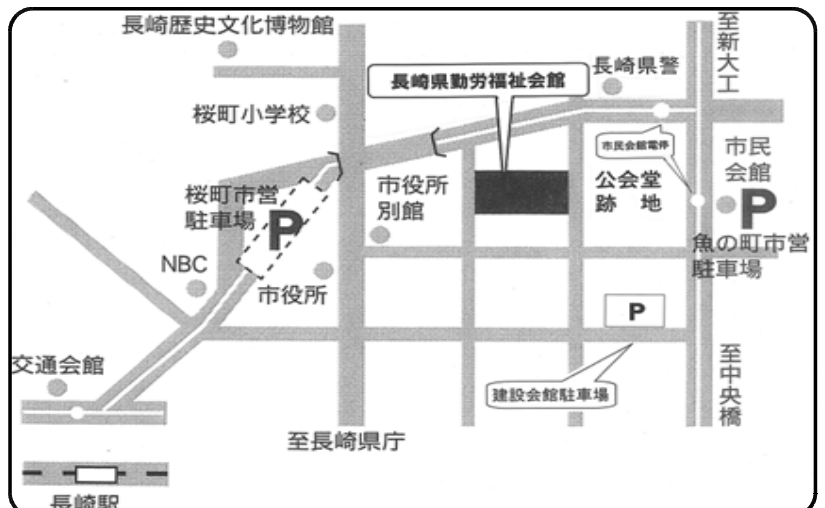 長崎歴史文化博物館
至新大工
長崎県勤労福祉会館
長崎県警
桜町小学校
市民会館電停
市民
会館
桜町市営
駐車場
P
市役所
別館
公会堂
跡 地
P
魚の町市営
駐車場
NBC
市役所
P
交通会館
建設会館駐車場
至中央橋
至長崎県庁
長崎駅